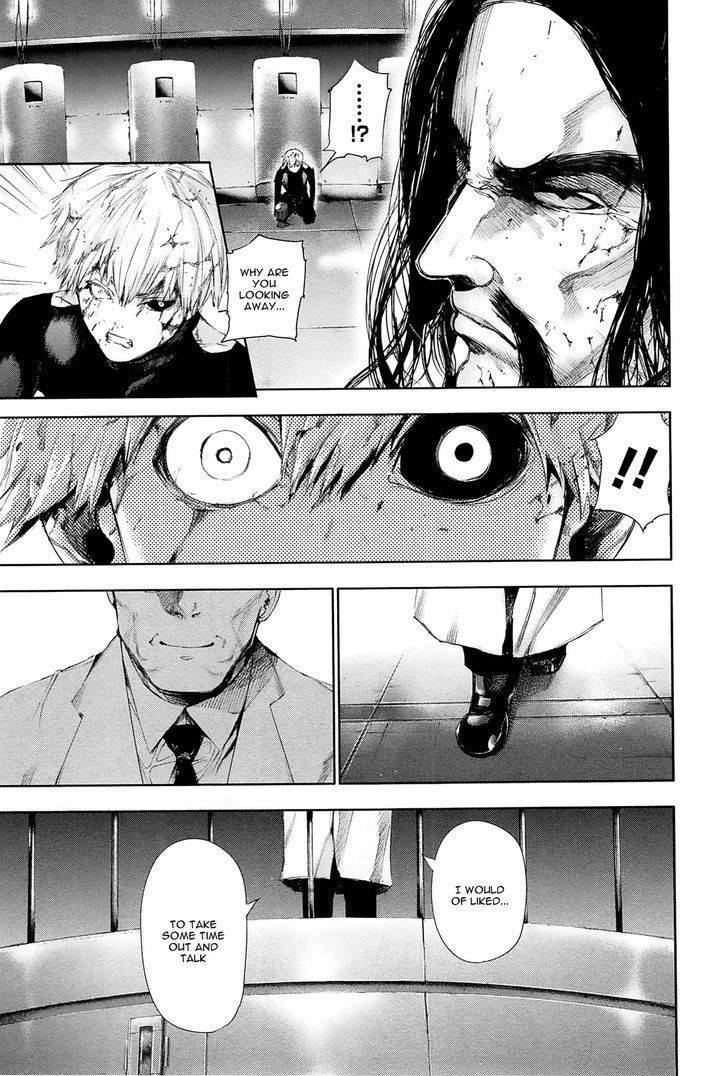 ......
!?
WHY ARE
YOU
LOOKING
AWAY...
!!
I WOULD
OF LIKED...
TO TAKE
SOME TIME
OUT AND
TALK